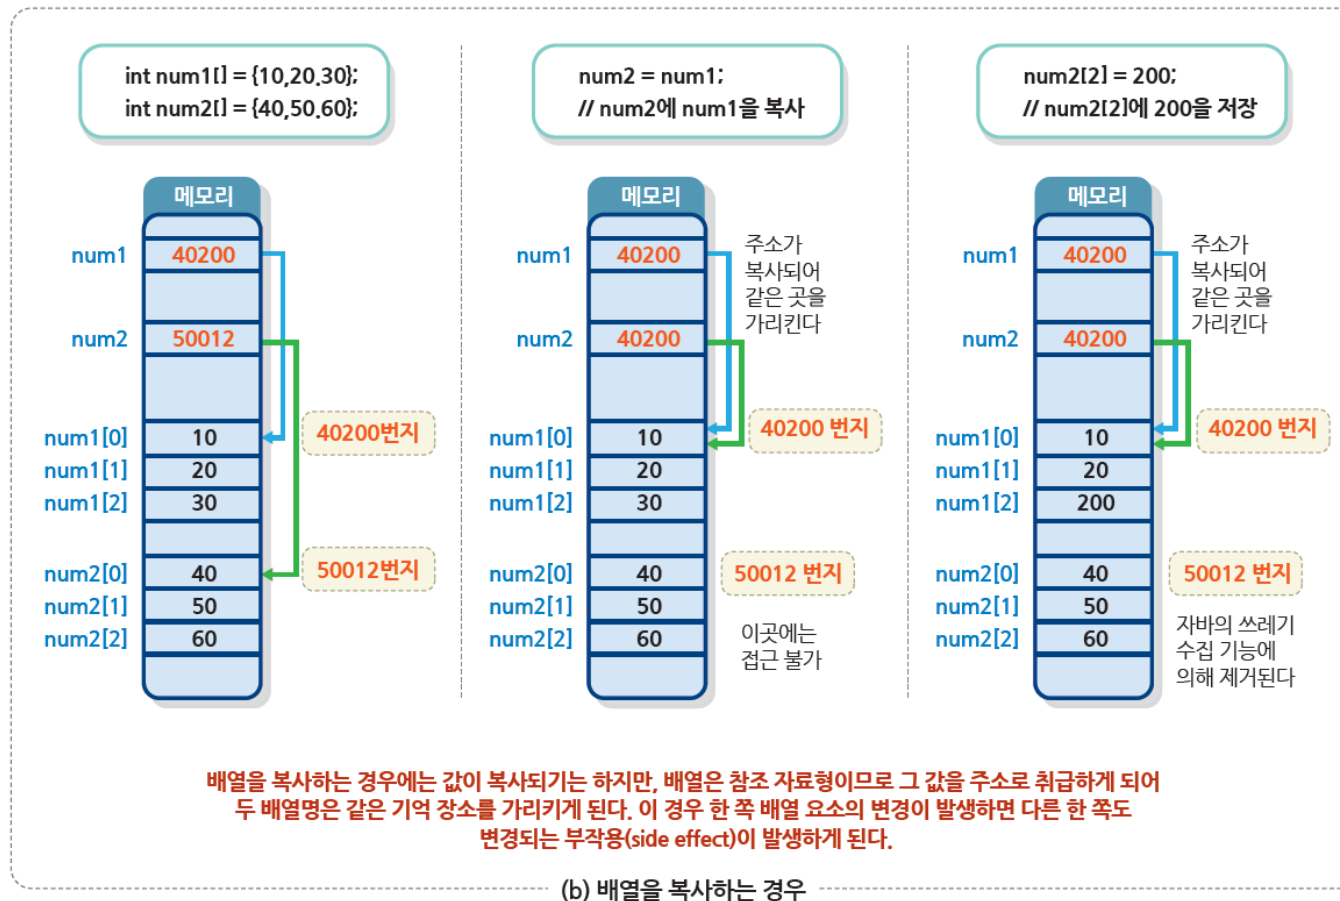 int num1[] = {10,20.30};
int num2[] = {40,50.60};
메모리
num1
40200
num2
50012
num1[0]
10
40200번지
num1[1]
20
num1[2]
30
num2[0]
40
50012번지
num2[1]
50
num2[2]
60
num2 = num1;
// num2에 num1을 복사
메모리
num1
40200
주소가
복사되어
같은 곳을
가리킨다
num2
40200
num1[0]
10
40200 번지
num1[1]
20
num1[2]
30
num2[0]
40
50012 번지
num2[1]
50
num2[2]
60
이곳에는
접근 불가
num2[2] = 200;
// num2[2]에 200을 저장
메모리
num1
40200
주소가
복사되어
같은 곳을
가리킨다
num2
40200
num1[0]
10
40200 번지
num1[1]
20
num1[2]
200
num2[0]
40
50012 번지
num2[1]
50
num2[2]
60
자바의 쓰레기
수집 기능에
의해 제거된다
배열을 복사하는 경우에는 값이 복사되기는 하지만, 배열은 참조 자료형이므로 그 값을 주소로 취급하게 되어
두 배열명은 같은 기억 장소를 가리키게 된다. 이 경우 한 쪽 배열 요소의 변경이 발생하면 다른 한 쪽도
변경되는 부작용(side effect)이 발생하게 된다.
(b) 배열을 복사하는 경우